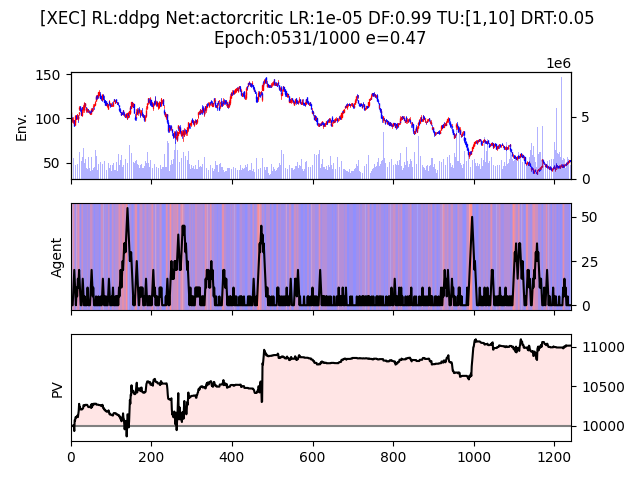 [XEC] RL:ddpg Net:actorcritic LR:1e-05 DF:0.99 TU:[1,10] DRT:0.05
Epoch:0531/1000 e=0.47
1e6
150
100
50
Env.
5
0
Agent
50
25
0
PV
11000
10500
10000
0 200 400 600 800 1000 1200